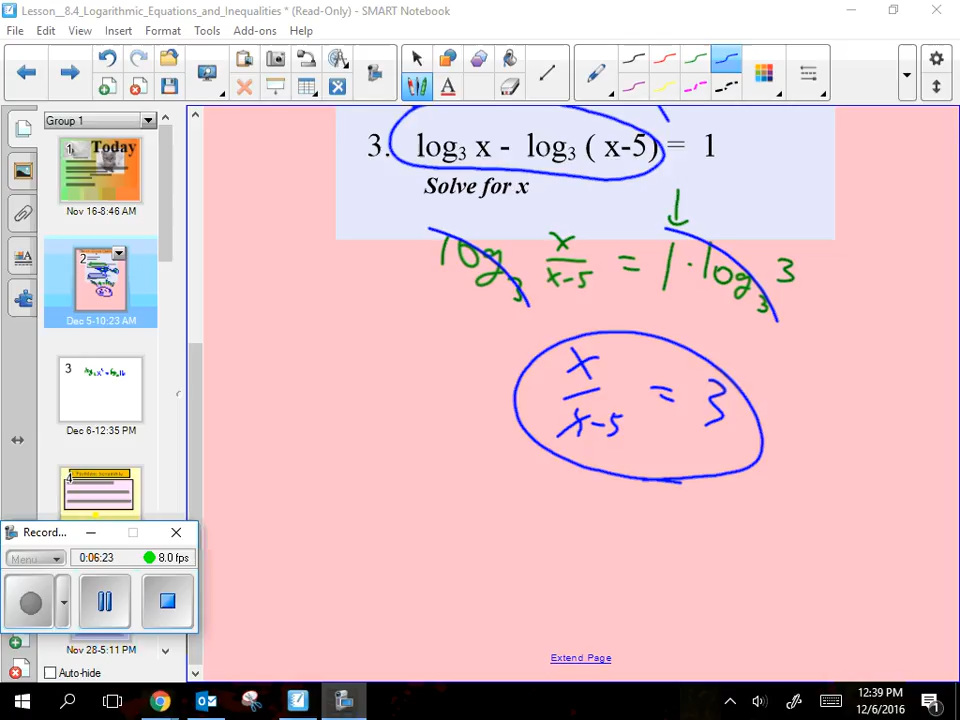 Lesson__8.4_Logarithmic_Equations_and_Inequalities * (Read-Only) - SMART Notebook
File Edit View Insert Format Tools Add-ons Help
Group 1
1 Today
Nov 16-8:46 AM
2
Dec 5-10:23 AM
3
Dec 6-12:35 PM
4
Nov 28-5:11 PM
Auto-hide
3. log₃ x - log₃ ( x-5) = 1
Solve for x
log₃ x/x-5 = 1 · log₃ 3
x/x-5 = 3
Extend Page
Record...
Menu 0:06:23 8.0 fps
12:39 PM
12/6/2016
1